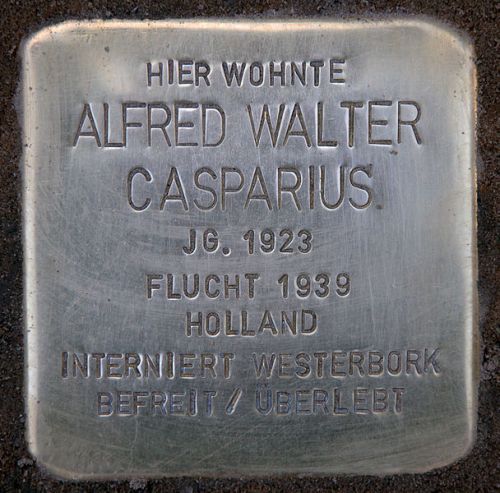 HIER WOHNTE
ALFRED WALTER
CASPARIUS
JG. 1923
FLUCHT 1939
HOLLAND
INTERNIERT WESTERBORK
BEFREIT / ÜBERLEBT